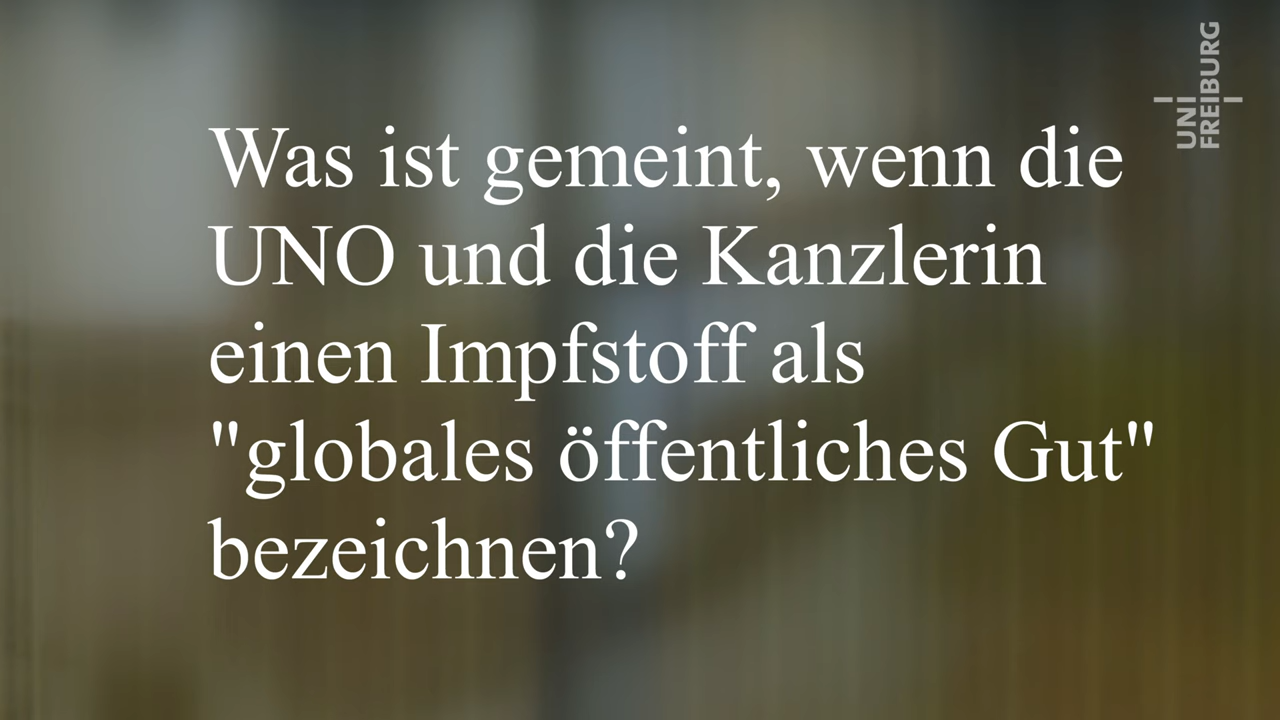 Was ist gemeint, wenn die
UNO und die Kanzlerin
einen Impfstoff als
"globales öffentliches Gut"
bezeichnen?
UNI
FREIBURG